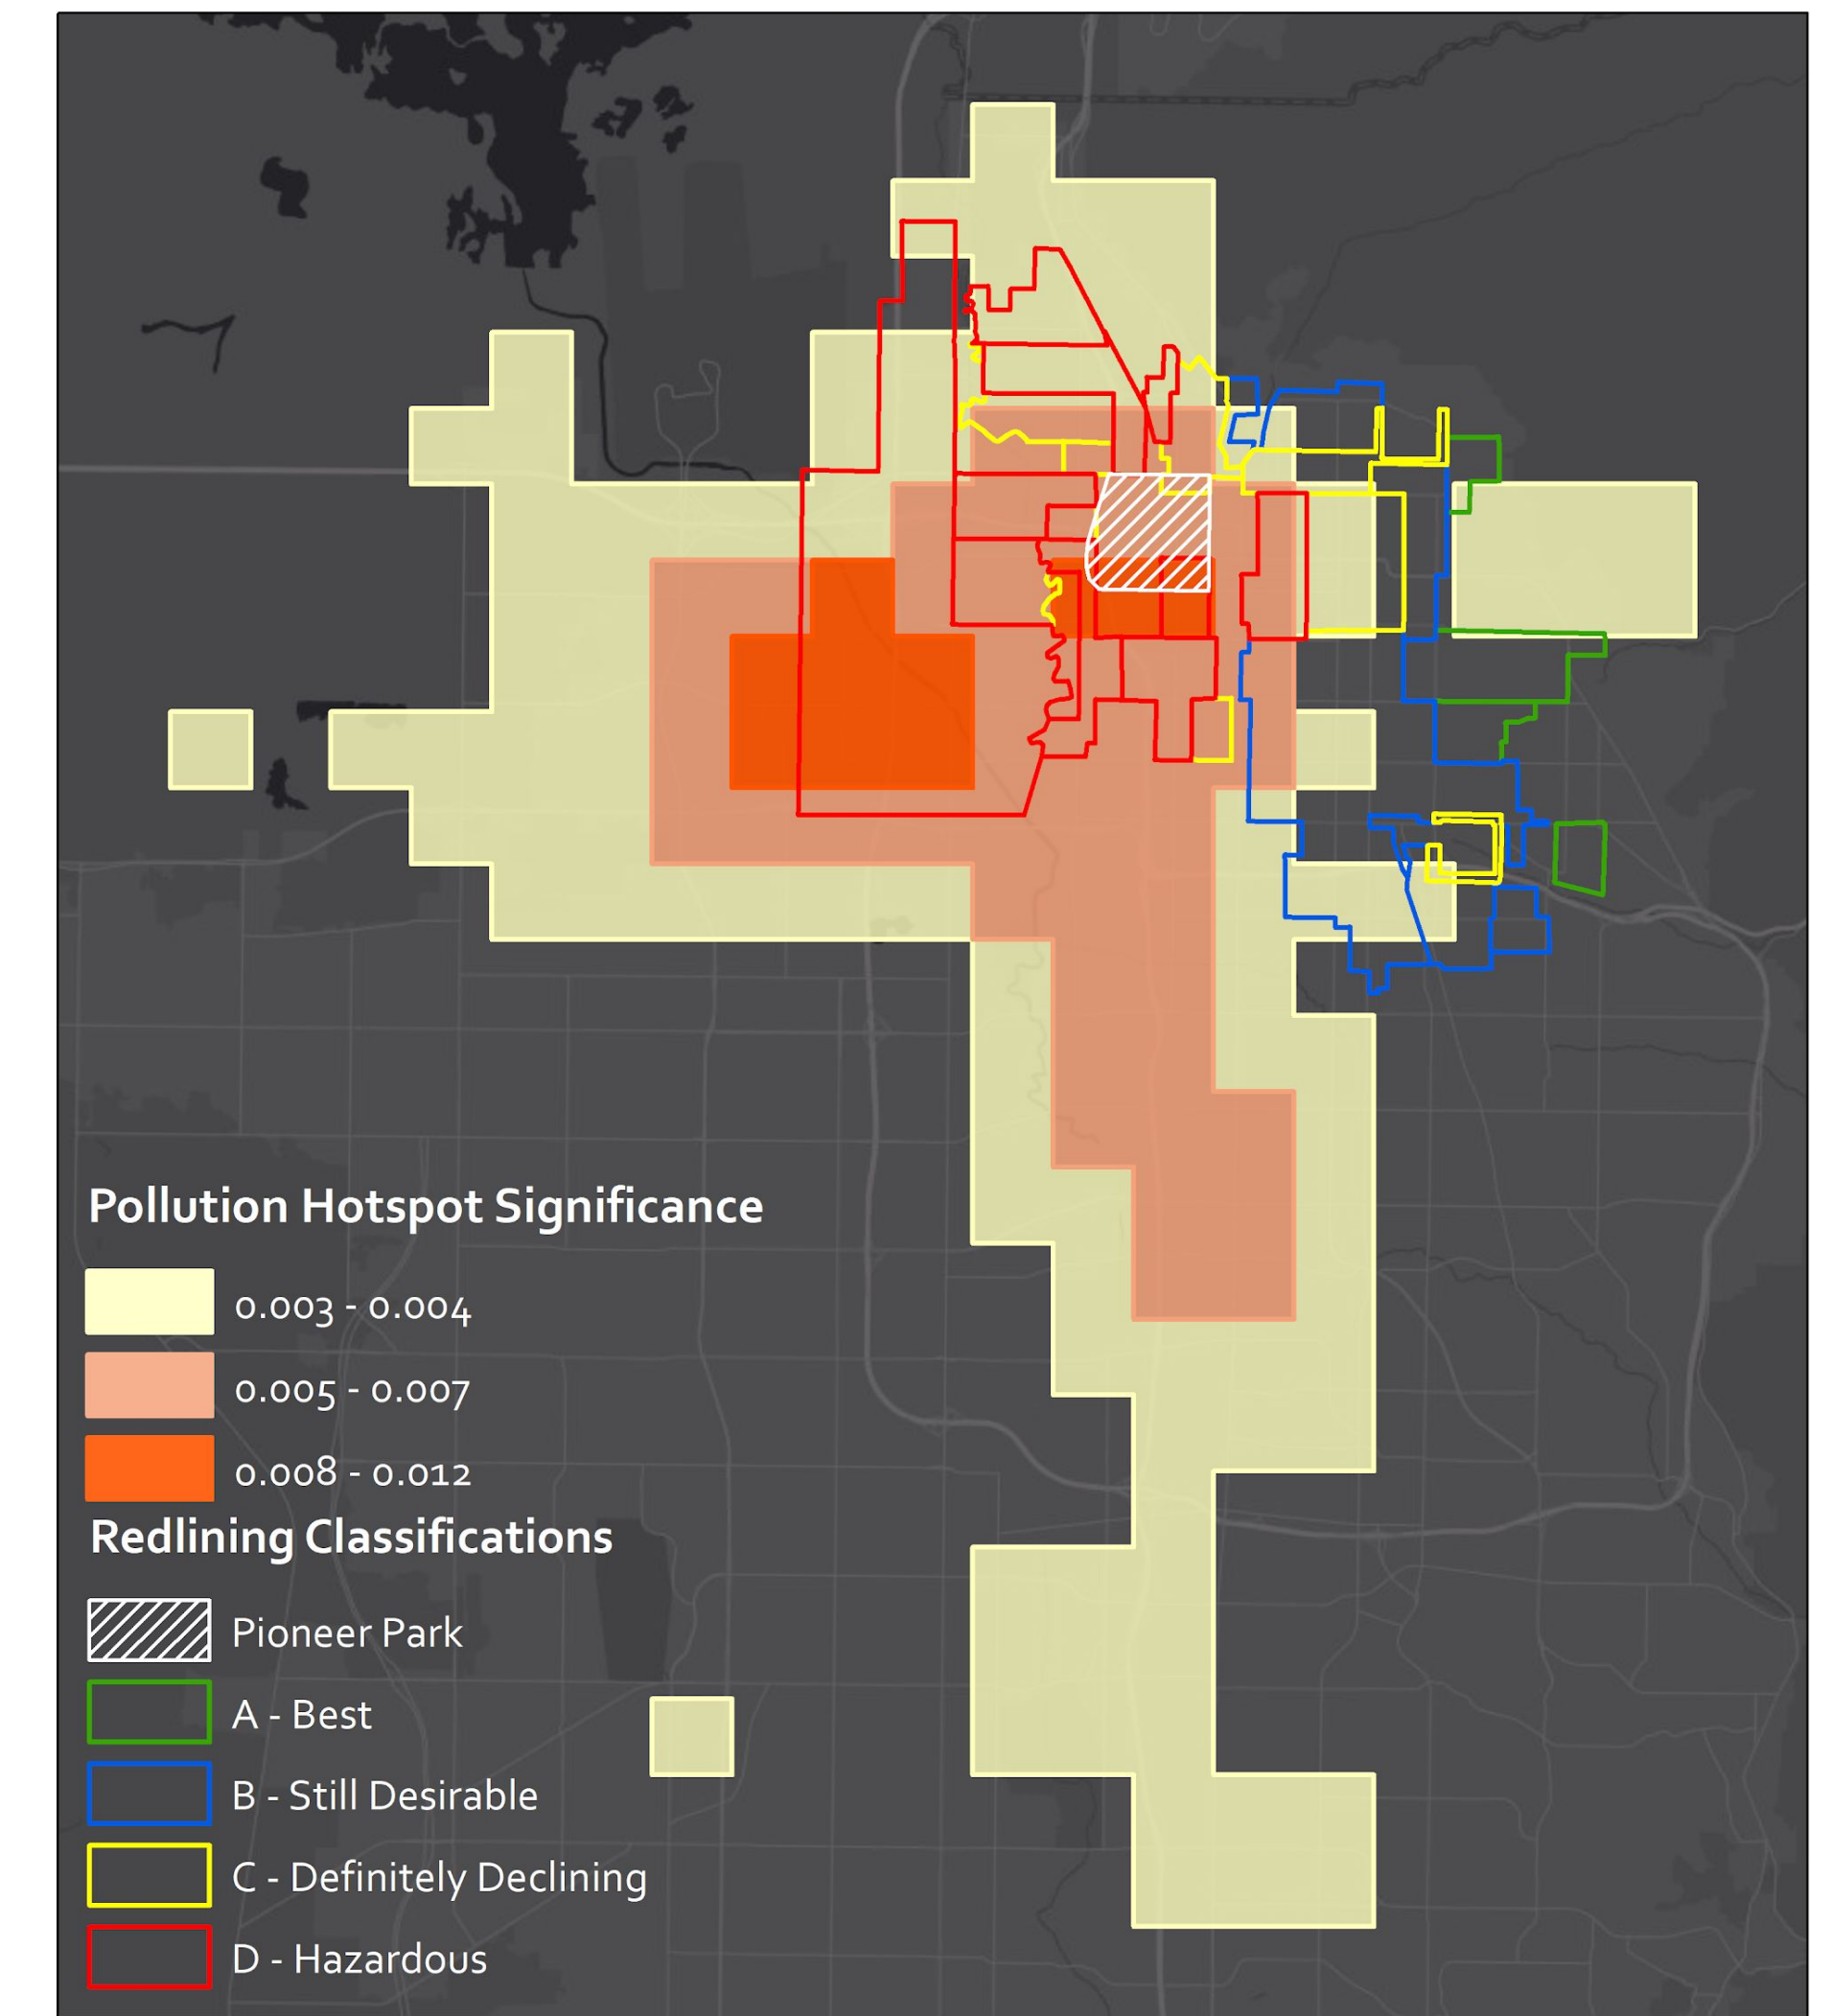 Pollution Hotspot Significance
0.003 - 0.004
0.005 - 0.007
0.008 - 0.012
Redlining Classifications
Pioneer Park
A - Best
B - Still Desirable
C - Definitely Declining
D - Hazardous